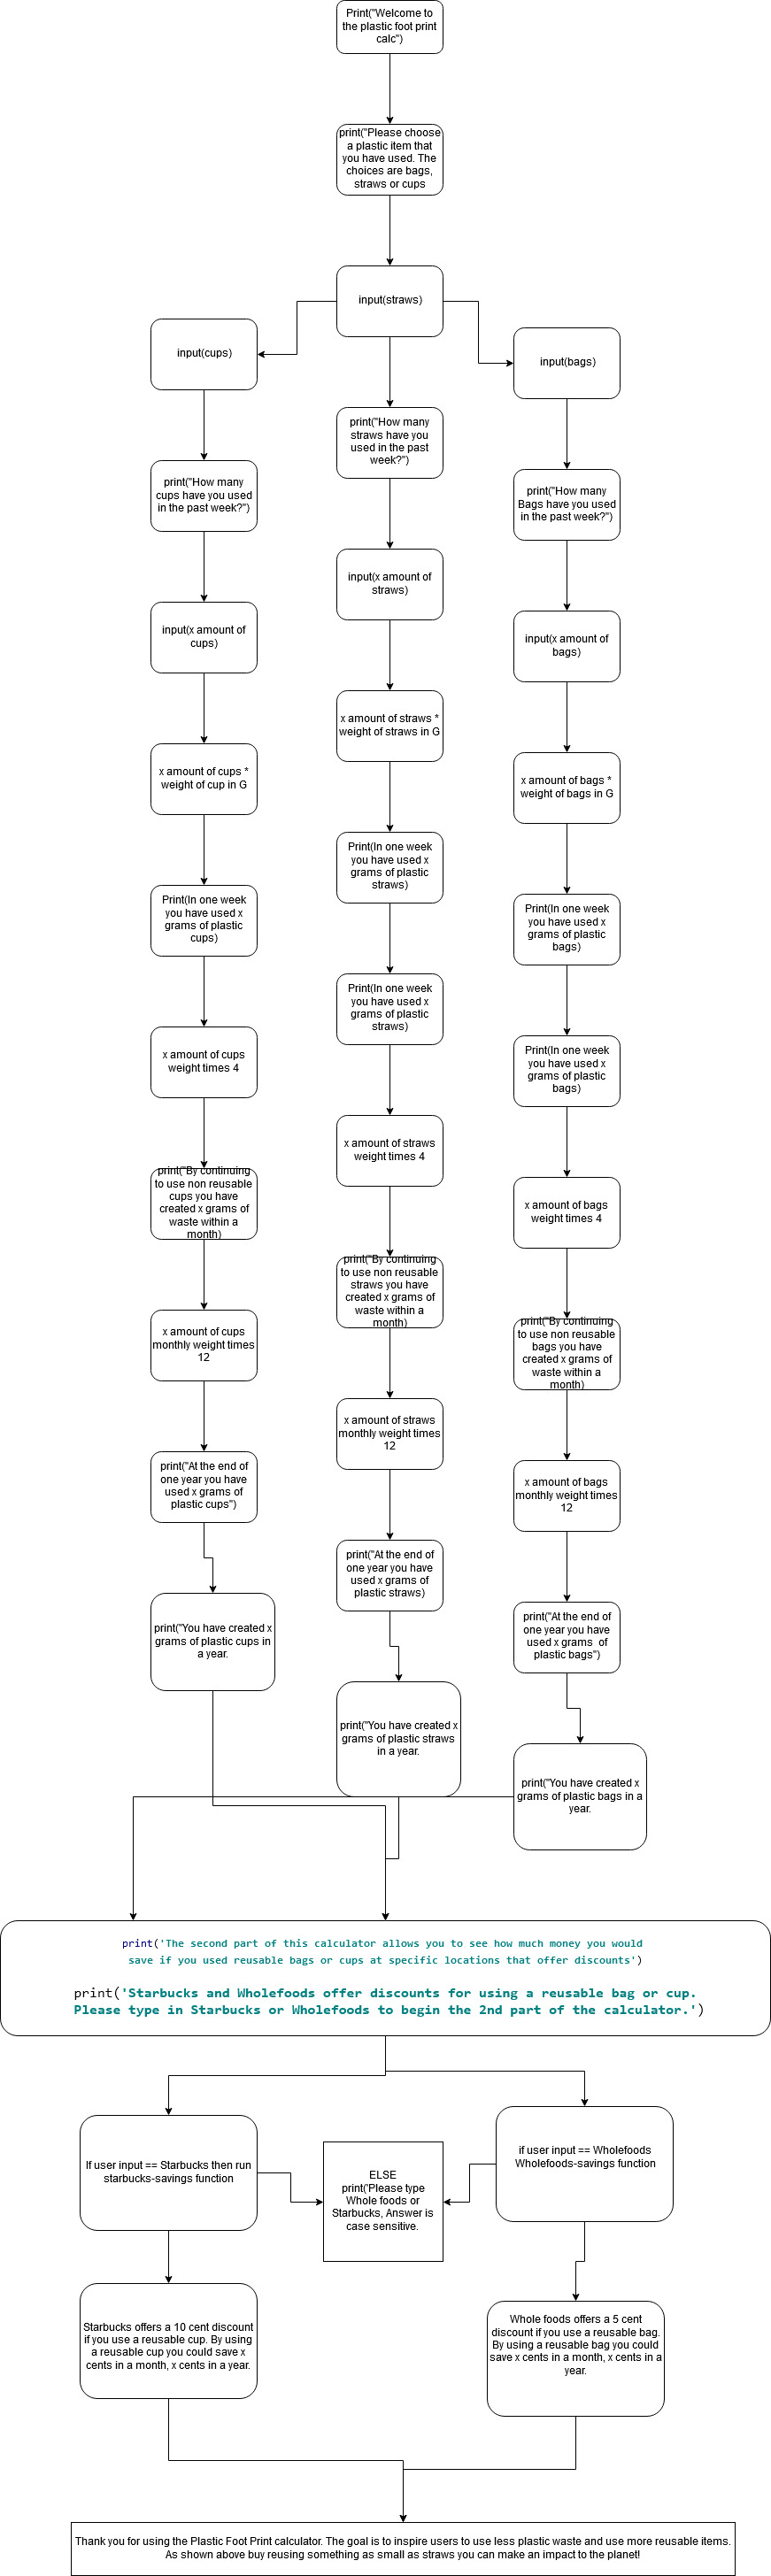 Print("Welcome to
the plastic foot print
calc")
print("Please choose
a plastic item that
you have used. The
choices are bags,
straws or cups
input(straws)
input(cups)
input(bags)
print("How many
straws have you
used in the past
week?")
print("How many
cups have you used
in the past week?")
print("How many
Bags have you used
in the past week?")
input(x amount of
straws)
input(x amount of
cups)
input(x amount of
bags)
x amount of straws *
weight of straws in G
x amount of cups *
weight of cup in G
x amount of bags *
weight of bags in G
Print(In one week
you have used x
grams of plastic
straws)
Print(In one week
you have used x
grams of plastic
cups)
Print(In one week
you have used x
grams of plastic
bags)
Print(In one week
you have used x
grams of plastic
straws)
x amount of cups
weight times 4
Print(In one week
you have used x
grams of plastic
bags)
x amount of straws
weight times 4
print("By continuing
to use non reusable
cups you have
created x grams of
waste within a
month)
x amount of bags
weight times 4
print("By continuing
to use non reusable
straws you have
created x grams of
waste within a
month)
x amount of cups
monthly weight times
12
print("By continuing
to use non reusable
bags you have
created x grams of
waste within a
month)
x amount of straws
monthly weight times
12
print("At the end of
one year you have
used x grams of
plastic cups")
x amount of bags
monthly weight times
12
print("At the end of
one year you have
used x grams of
plastic straws)
print("You have created x
grams of plastic cups in
a year.
print("At the end of
one year you have
used x grams  of
plastic bags")
print("You have created x
grams of plastic straws
in a year.
print("You have created x
grams of plastic bags in a
year.
print('The second part of this calculator allows you to see how much money you would
save if you used reusable bags or cups at specific locations that offer discounts')
print('Starbucks and Wholefoods offer discounts for using a reusable bag or cup.
Please type in Starbucks or Wholefoods to begin the 2nd part of the calculator.')
If user input == Starbucks then run
starbucks-savings function
if user input == Wholefoods
Wholefoods-savings function
ELSE
print('Please type
Whole foods or
Starbucks, Answer is
case sensitive.
Starbucks offers a 10 cent discount
if you use a reusable cup. By using
a reusable cup you could save x
cents in a month, x cents in a year.
Whole foods offers a 5 cent
discount if you use a reusable bag.
By using a reusable bag you could
save x cents in a month, x cents in a
year.
Thank you for using the Plastic Foot Print calculator. The goal is to inspire users to use less plastic waste and use more reusable items.
As shown above buy reusing something as small as straws you can make an impact to the planet!